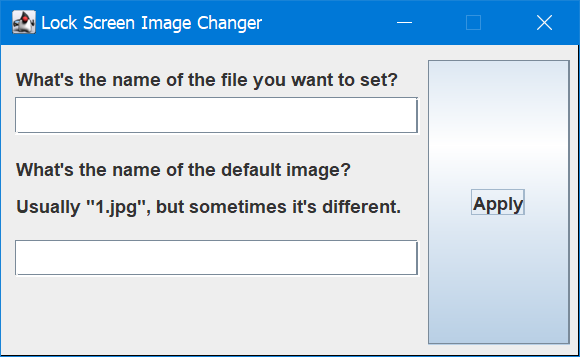 Lock Screen Image Changer
What's the name of the file you want to set?
What's the name of the default image?
Usually "1.jpg", but sometimes it's different.
Apply